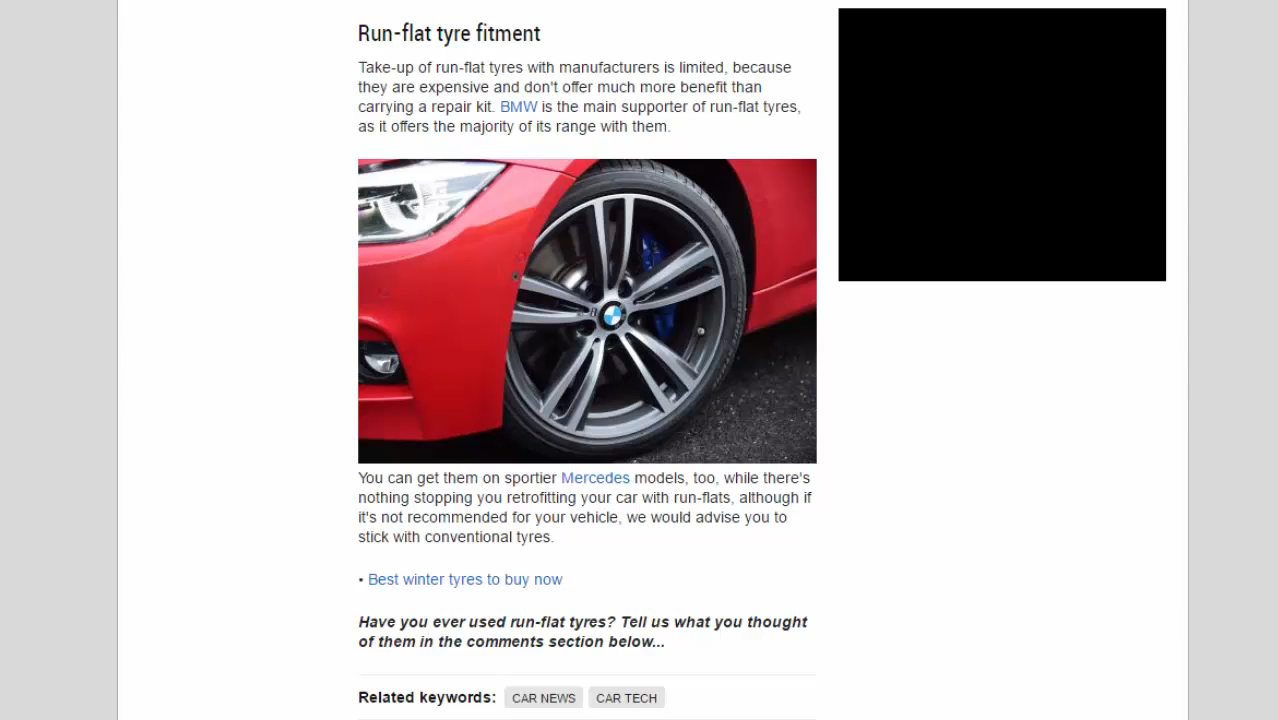 Run-flat tyre fitment
Take-up of run-flat tyres with manufacturers is limited, because
they are expensive and don't offer much more benefit than
carrying a repair kit. BMW is the main supporter of run-flat tyres,
as it offers the majority of its range with them.
You can get them on sportier Mercedes models, too, while there's
nothing stopping you retrofitting your car with run-flats, although if
it's not recommended for your vehicle, we would advise you to
stick with conventional tyres.
• Best winter tyres to buy now
Have you ever used run-flat tyres? Tell us what you thought
of them in the comments section below...
Related keywords: CAR NEWS CAR TECH